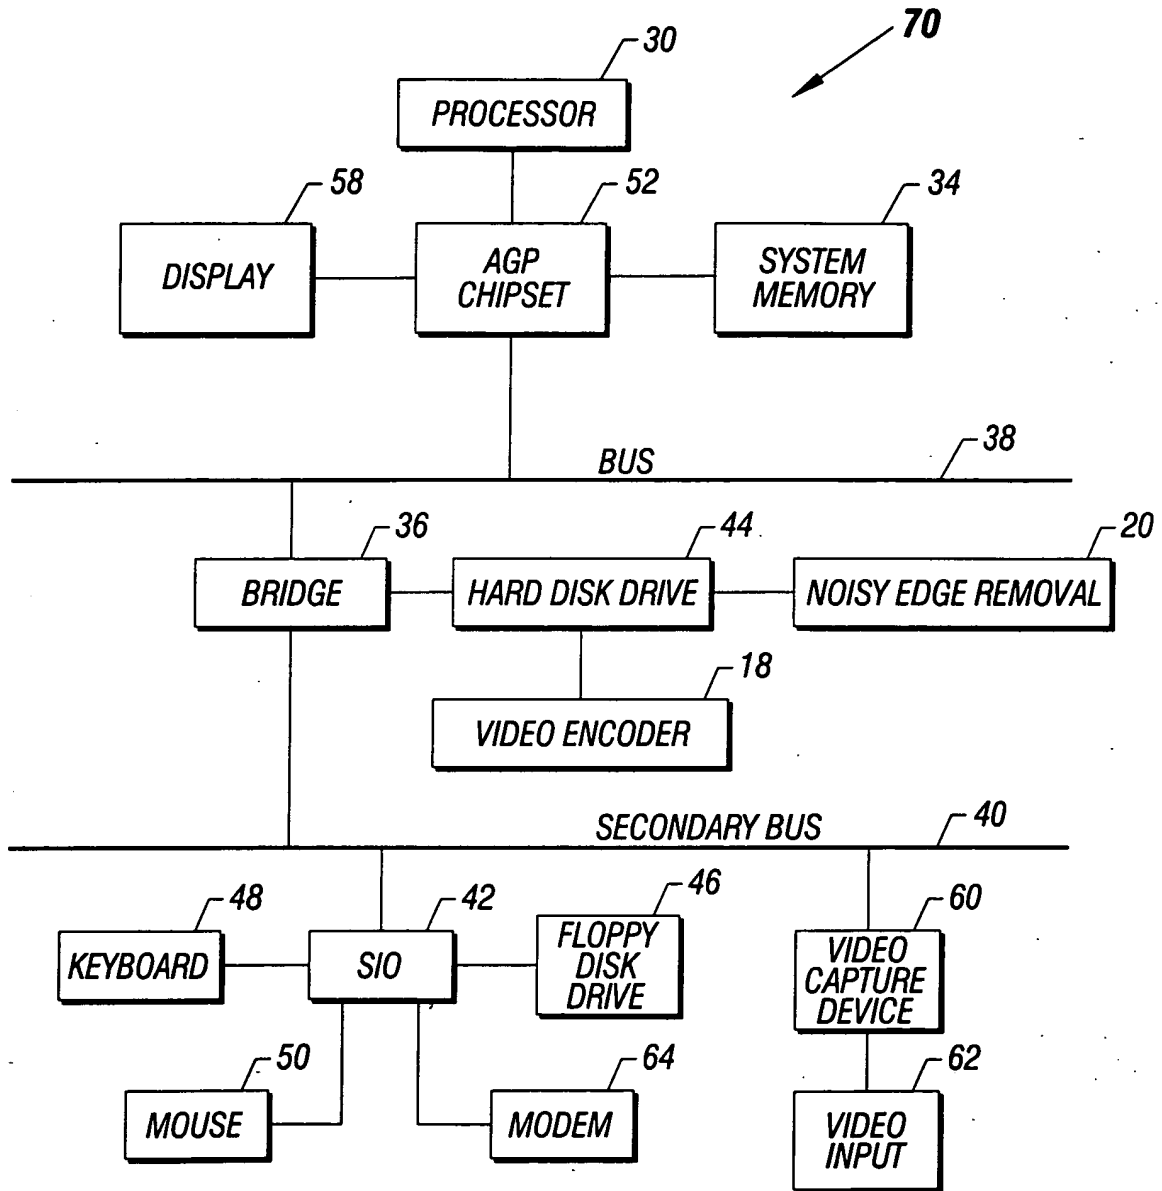 70
30
PROCESSOR
58
52
34
DISPLAY
AGP
CHIPSET
SYSTEM
MEMORY
BUS
38
36
44
20
BRIDGE
HARD DISK DRIVE
NOISY EDGE REMOVAL
18
VIDEO ENCODER
SECONDARY BUS
40
48
42
46
60
KEYBOARD
SIO
FLOPPY
DISK
DRIVE
VIDEO
CAPTURE
DEVICE
50
64
62
MOUSE
MODEM
VIDEO
INPUT